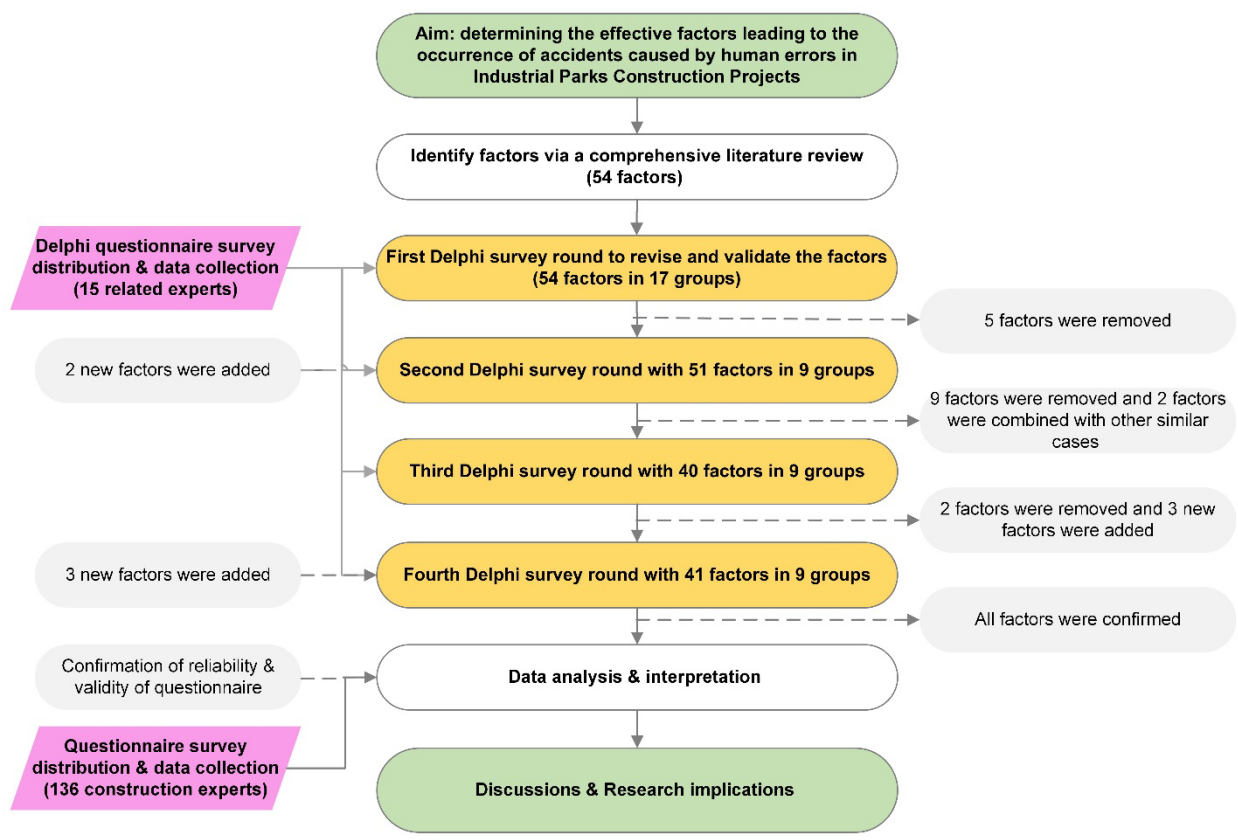 Aim: determining the effective factors leading to the
occurrence of accidents caused by human errors in
Industrial Parks Construction Projects
Identify factors via a comprehensive literature review
(54 factors)
Delphi questionnaire survey
distribution & data collection
(15 related experts)
First Delphi survey round to revise and validate the factors
(54 factors in 17 groups)
5 factors were removed
2 new factors were added
Second Delphi survey round with 51 factors in 9 groups
9 factors were removed and 2 factors
were combined with other similar
cases
Third Delphi survey round with 40 factors in 9 groups
2 factors were removed and 3 new
factors were added
3 new factors were added
Fourth Delphi survey round with 41 factors in 9 groups
All factors were confirmed
Confirmation of reliability &
validity of questionnaire
Data analysis & interpretation
Questionnaire survey
distribution & data collection
(136 construction experts)
Discussions & Research implications